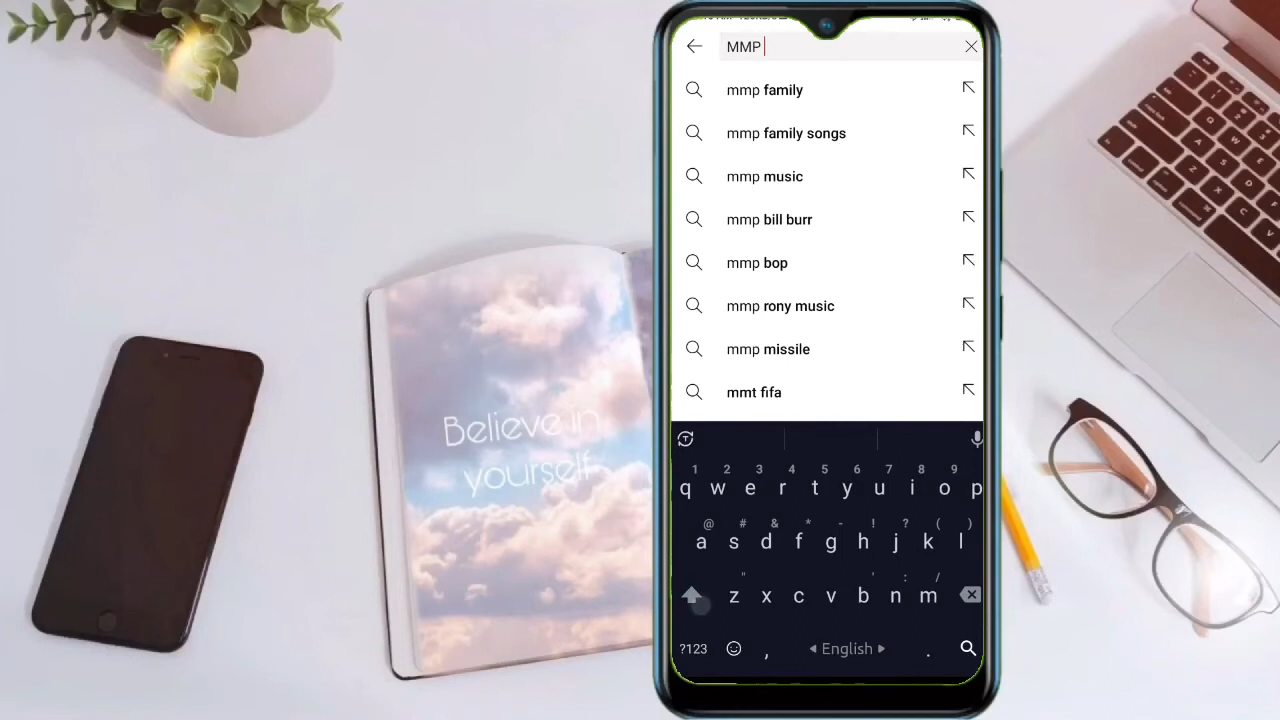 MMP
mmp family
mmp family songs
mmp music
mmp bill burr
mmp bop
mmp rony music
mmp missile
mmt fifa
Believe in
yourself
1 2 3 4 5 6 7 8 9
q w e r t y u i o p
@ # & * - ! ? ( )
a s d f g h j k l
" ' : /
z x c v b n m
?123 , English .